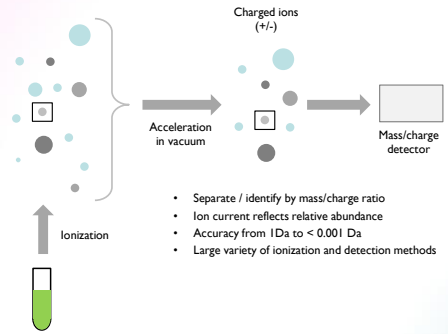 Charged ions
(+/-)
Acceleration
in vacuum
Mass/charge
detector
Ionization
• Separate / identify by mass/charge ratio
• Ion current reflects relative abundance
• Accuracy from 1Da to < 0.001 Da
• Large variety of ionization and detection methods